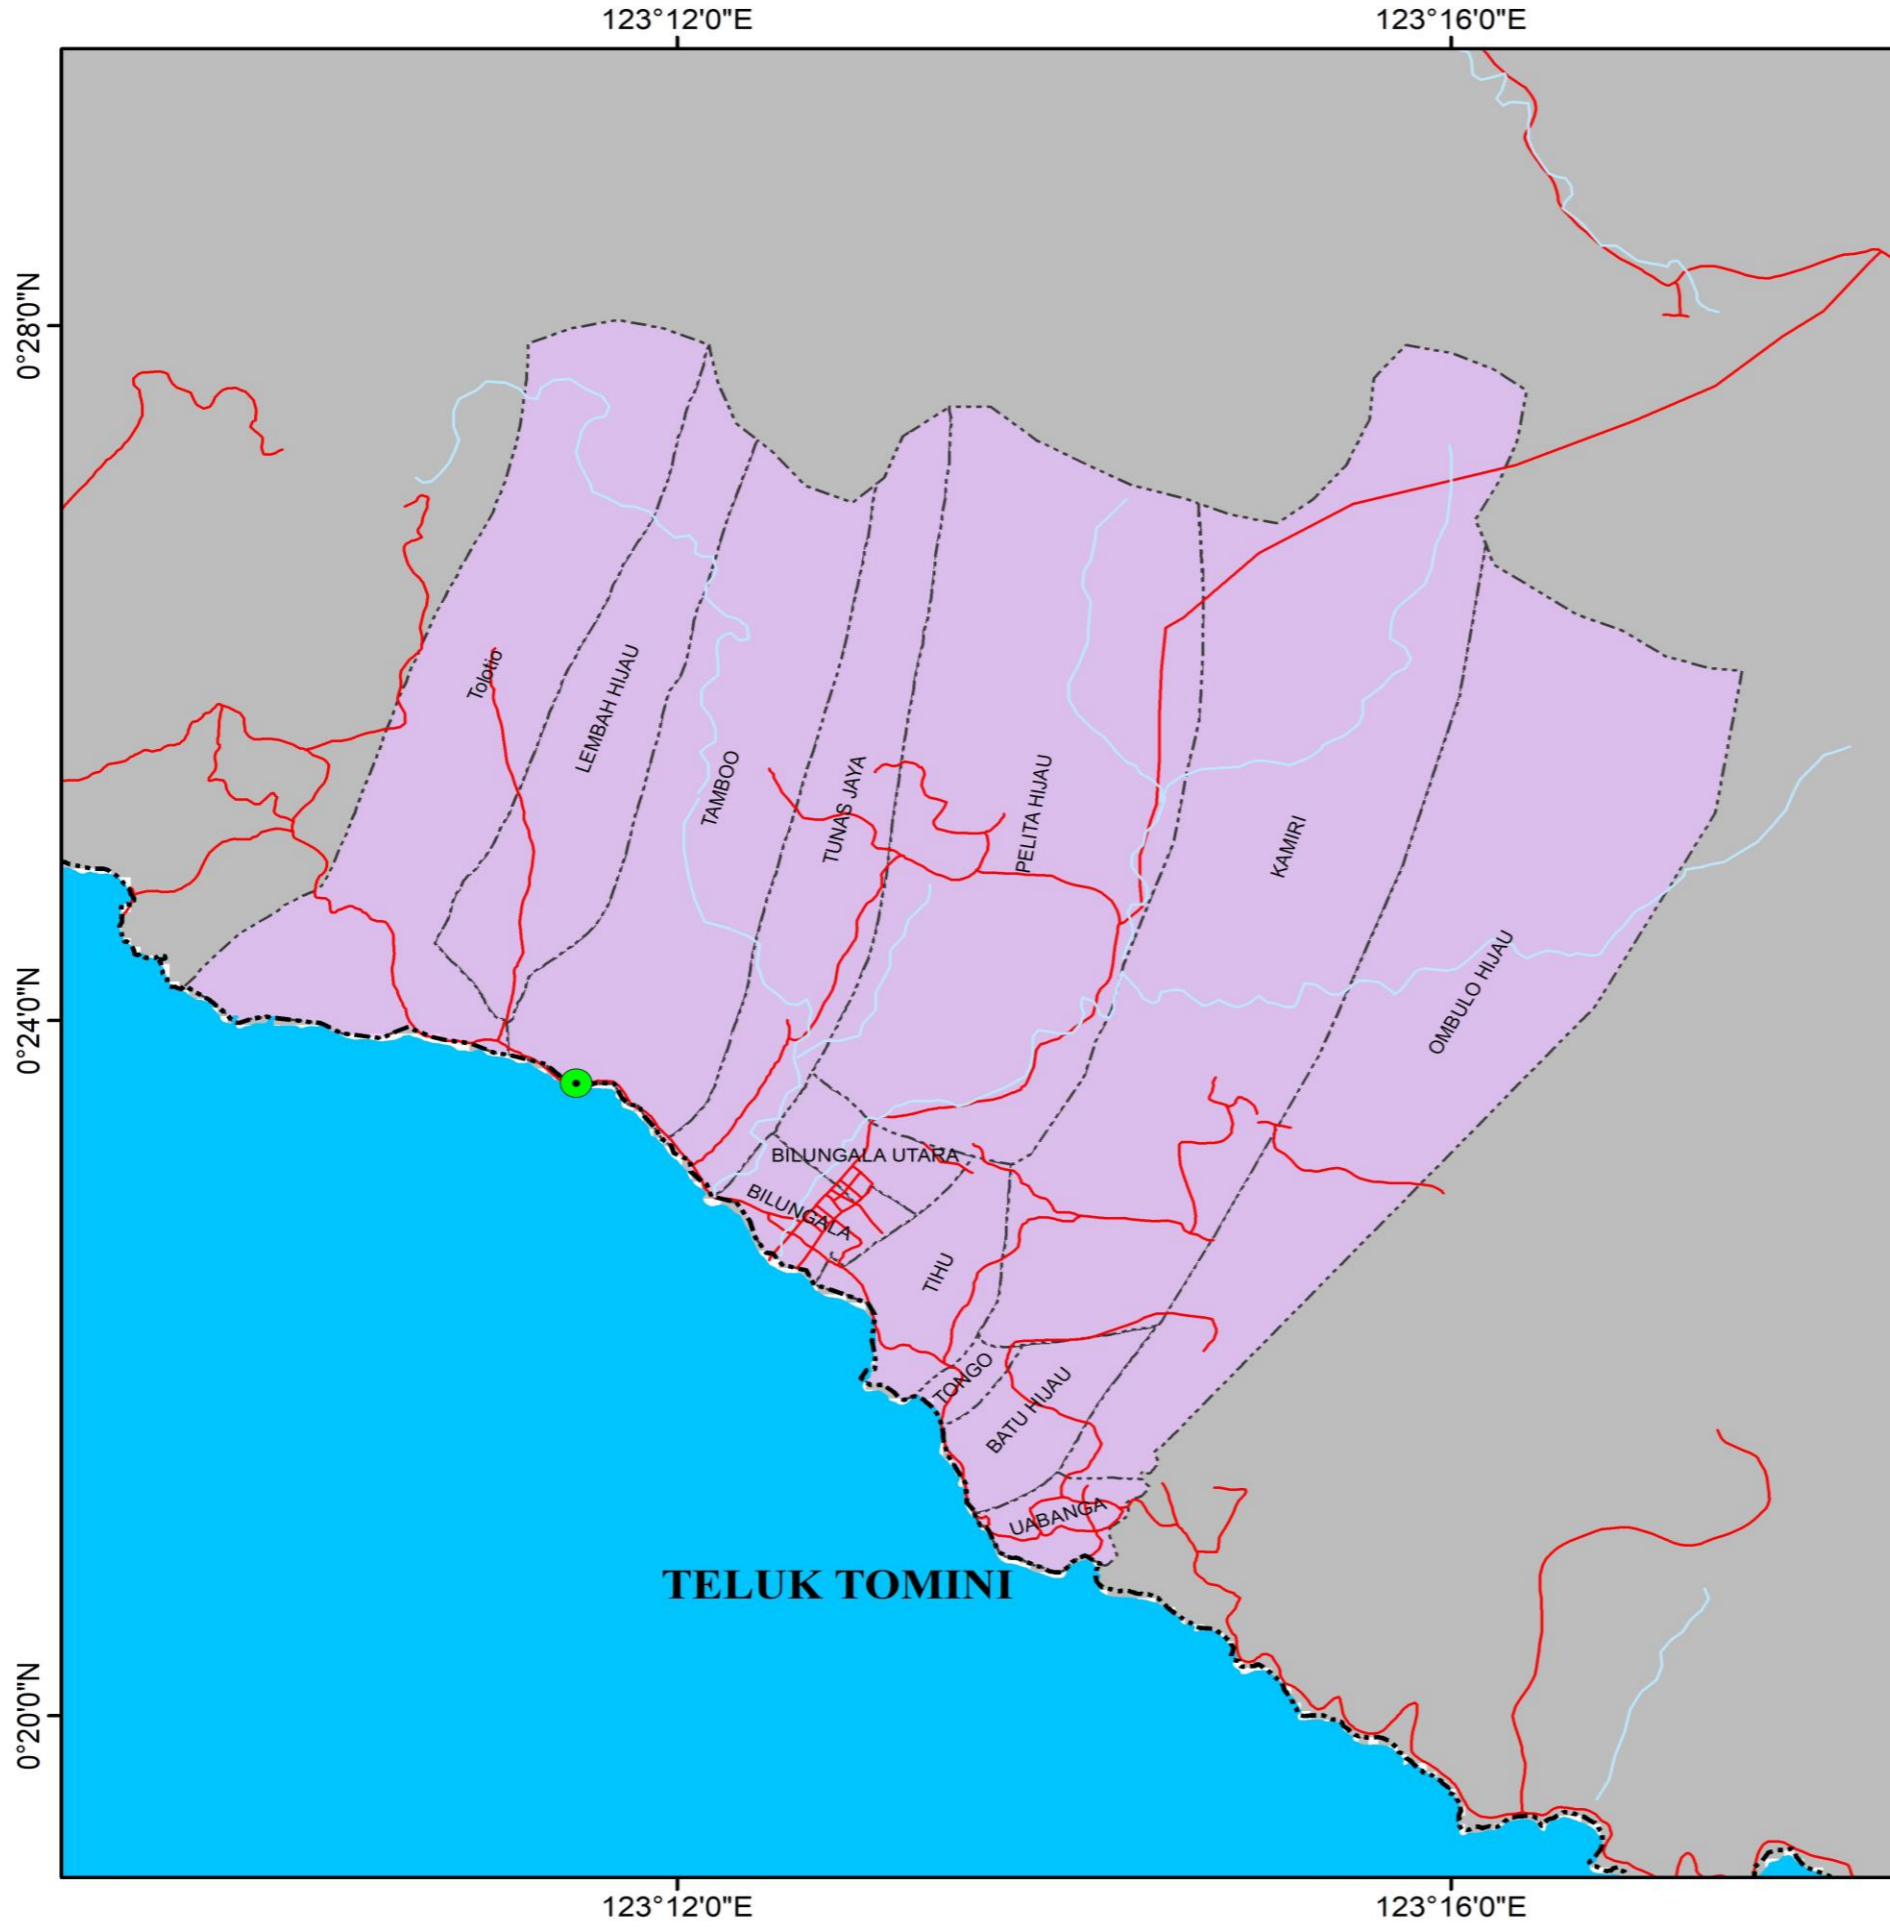 123°12'0"E
123°16'0"E
0°28'0"N
Tolotio
LEMBAH HIJAU
TAMBOO
TUNAS JAYA
PELITA HIJAU
KAMIRI
OMBULO HIJAU
0°24'0"N
BILUNGALA UTARA
BILUNGALA
TIHU
TONGO
BATU HIJAU
UABANGA
TELUK TOMINI
0°20'0"N
123°12'0"E
123°16'0"E